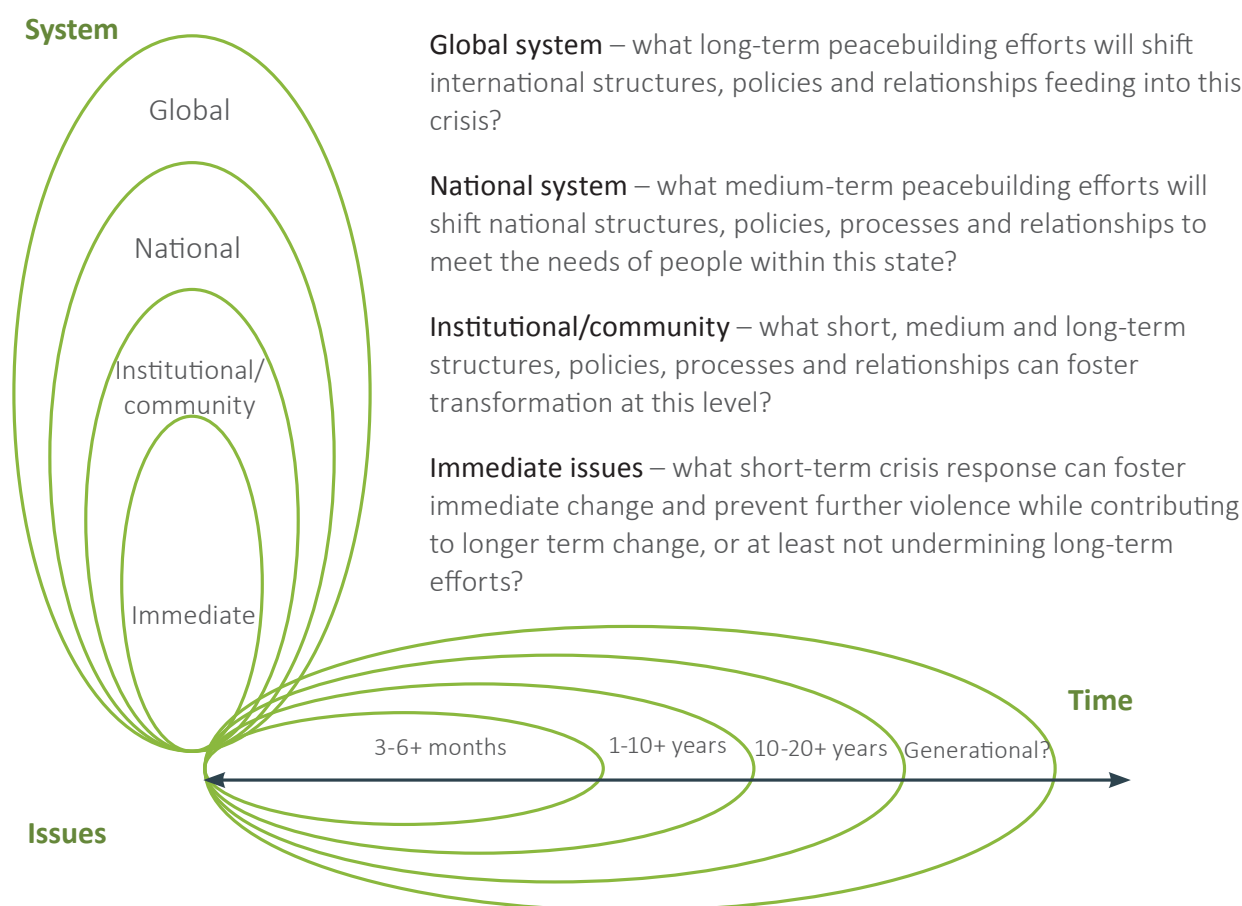 System
Global
National
Institutional/
community
Immediate
Global system – what long-term peacebuilding efforts will shift
international structures, policies and relationships feeding into this
crisis?
National system – what medium-term peacebuilding efforts will
shift national structures, policies, processes and relationships to
meet the needs of people within this state?
Institutional/community – what short, medium and long-term
structures, policies, processes and relationships can foster
transformation at this level?
Immediate issues – what short-term crisis response can foster
immediate change and prevent further violence while contributing
to longer term change, or at least not undermining long-term
efforts?
Time
3-6+ months
1-10+ years
10-20+ years
Generational?
Issues